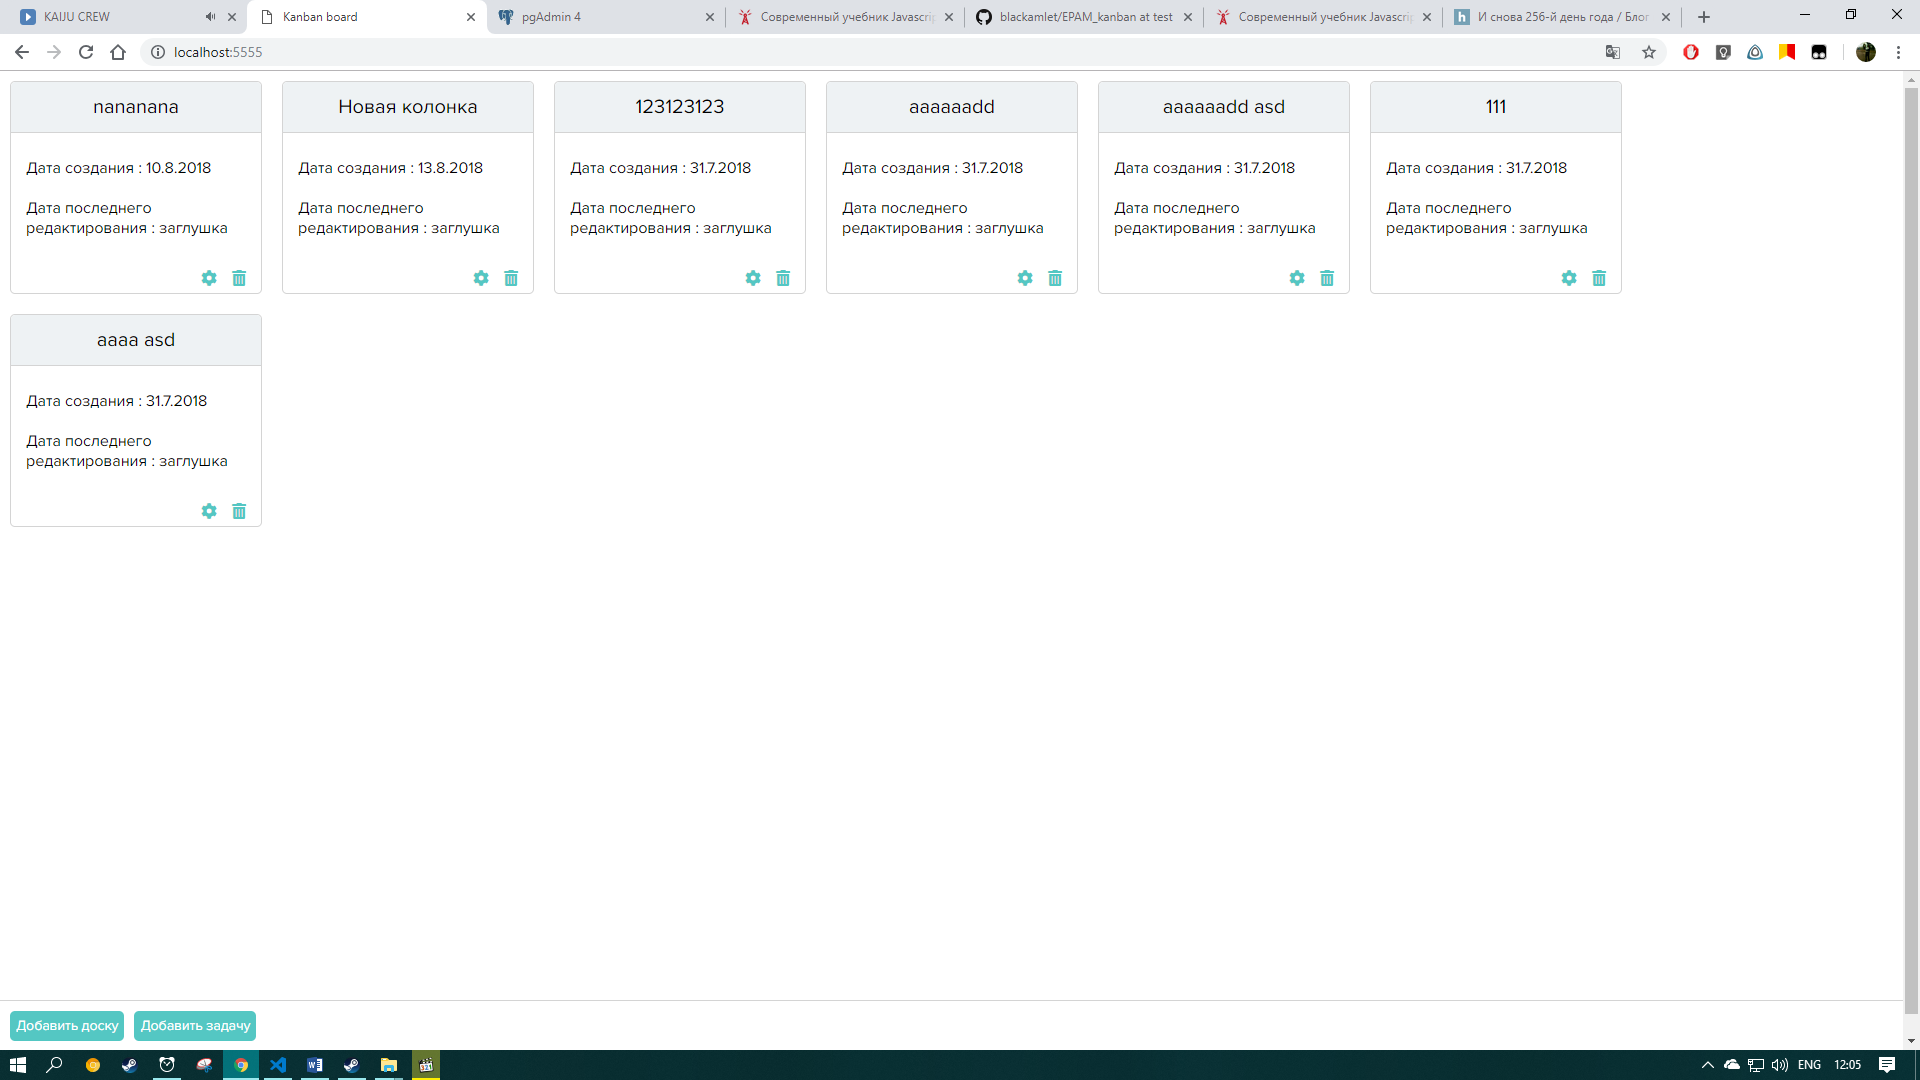 KAIJU CREW
Kanban board
pgAdmin 4
Современный учебник Javascrip
blackamlet/EPAM_kanban at test
Современный учебник Javascrip
И снова 256-й день года / Блог
localhost:5555
nananana
Дата создания : 10.8.2018
Дата последнего
редактирования : заглушка
Новая колонка
Дата создания : 13.8.2018
Дата последнего
редактирования : заглушка
123123123
Дата создания : 31.7.2018
Дата последнего
редактирования : заглушка
aaaaaadd
Дата создания : 31.7.2018
Дата последнего
редактирования : заглушка
aaaaaadd asd
Дата создания : 31.7.2018
Дата последнего
редактирования : заглушка
111
Дата создания : 31.7.2018
Дата последнего
редактирования : заглушка
aaaa asd
Дата создания : 31.7.2018
Дата последнего
редактирования : заглушка
Добавить доску
Добавить задачу
ENG
12:05